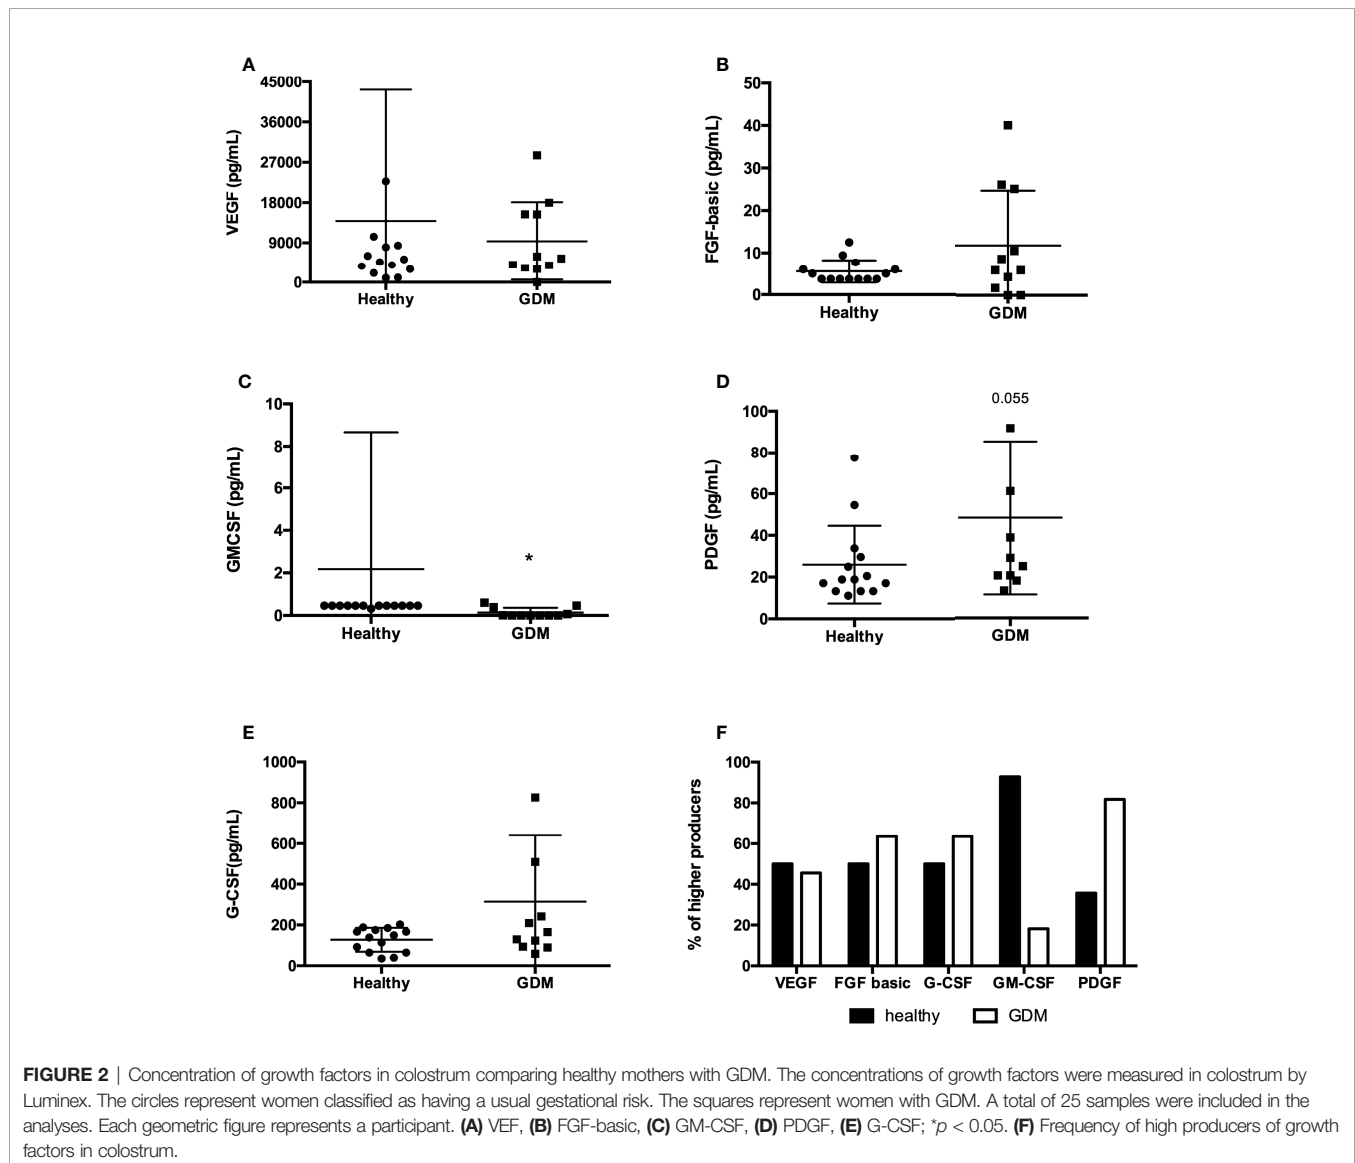 A
45000
36000
27000
18000
9000
0
VEGF (pg/mL)
Healthy GDM
B
50
40
30
20
10
0
FGF-basic (pg/mL)
Healthy GDM
C
10
8
6
4
2
0
GMCSF (pg/mL)
*
Healthy GDM
D
0.055
100
80
60
40
20
0
PDGF (pg/mL)
Healthy GDM
E
1000
800
600
400
200
0
G-CSF(pg/mL)
Healthy GDM
F
100
80
60
40
20
0
% of higher producers
VEGF FGF basic G-CSF GM-CSF PDGF
healthy GDM
FIGURE 2 | Concentration of growth factors in colostrum comparing healthy mothers with GDM. The concentrations of growth factors were measured in colostrum by
Luminex. The circles represent women classified as having a usual gestational risk. The squares represent women with GDM. A total of 25 samples were included in the
analyses. Each geometric figure represents a participant. (A) VEF, (B) FGF-basic, (C) GM-CSF, (D) PDGF, (E) G-CSF; *p < 0.05. (F) Frequency of high producers of growth
factors in colostrum.